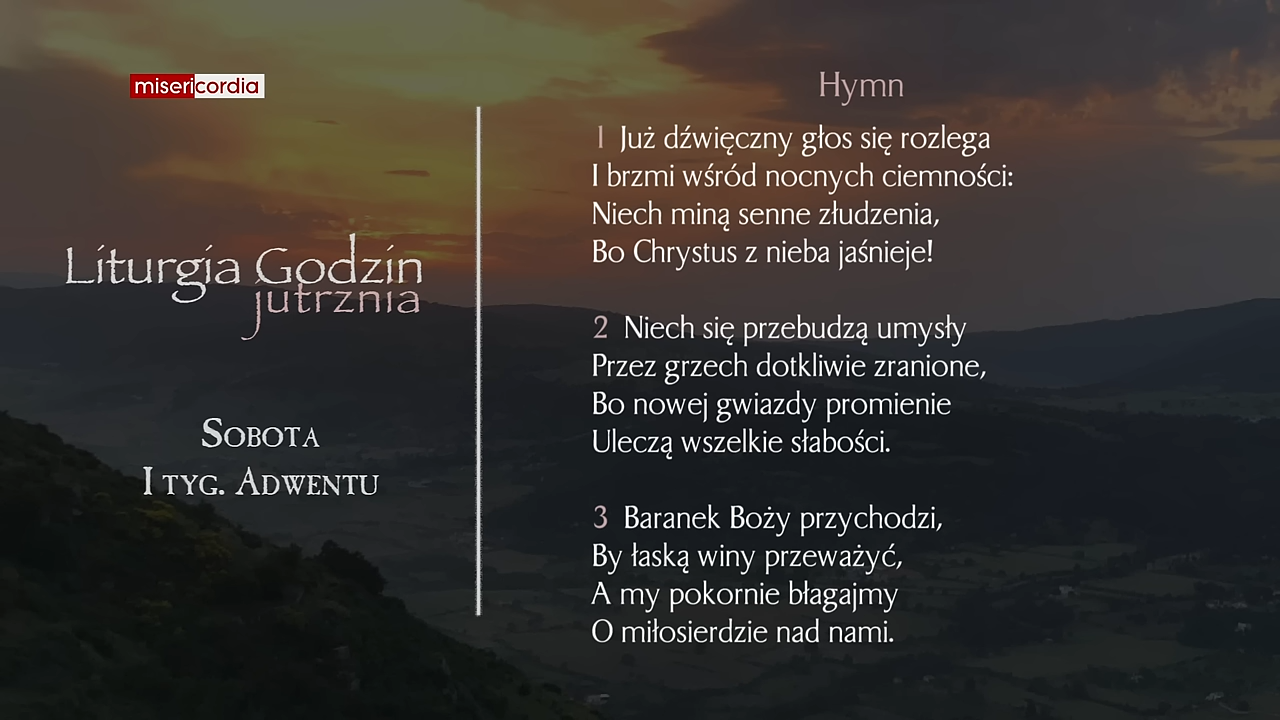 misericordia
Liturgia Godzin
jutrznia
Sobota
I tyg. Adwentu
Hymn
1 Już dźwięczny głos się rozlega
I brzmi wśród nocnych ciemności:
Niech miną senne złudzenia,
Bo Chrystus z nieba jaśnieje!
2 Niech się przebudzą umysły
Przez grzech dotkliwie zranione,
Bo nowej gwiazdy promienie
Uleczą wszelkie słabości.
3 Baranek Boży przychodzi,
By łaską winy przeważyć,
A my pokornie błagajmy
O miłosierdzie nad nami.